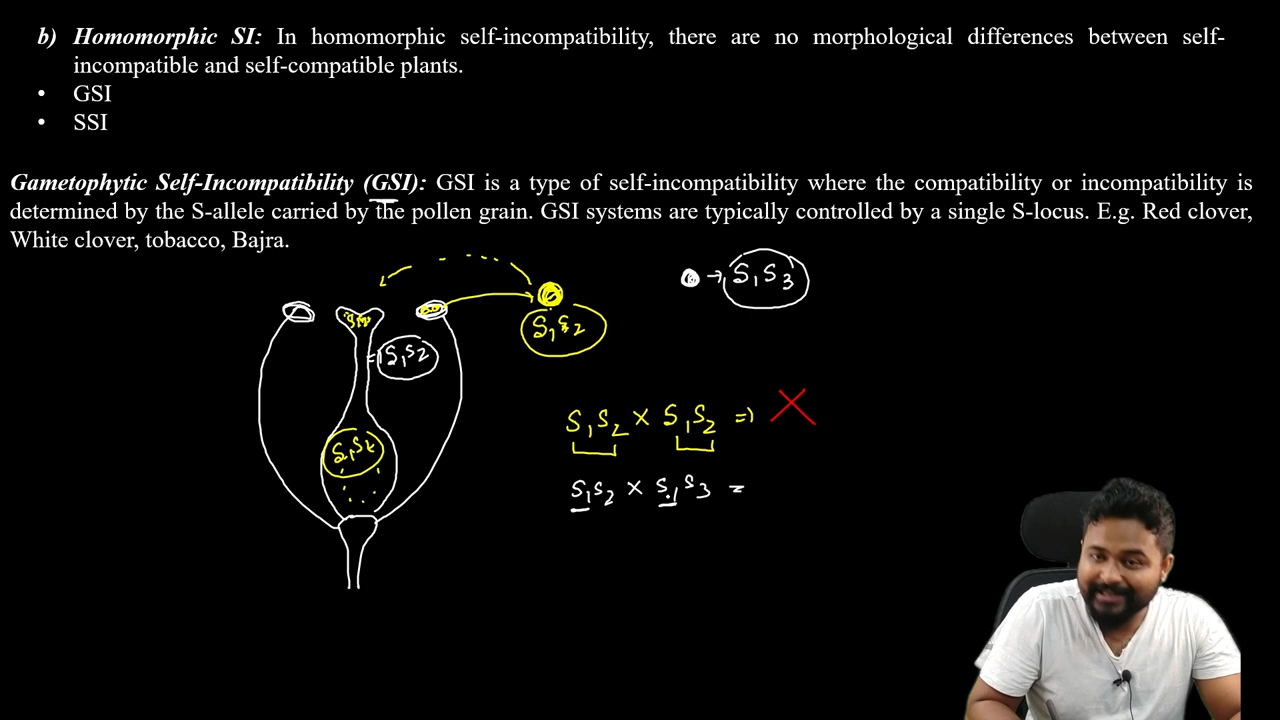 b) Homomorphic SI: In homomorphic self-incompatibility, there are no morphological differences between self-
incompatible and self-compatible plants.
• GSI
• SSI
Gametophytic Self-Incompatibility (GSI): GSI is a type of self-incompatibility where the compatibility or incompatibility is
determined by the S-allele carried by the pollen grain. GSI systems are typically controlled by a single S-locus. E.g. Red clover,
White clover, tobacco, Bajra.
→ S₁S₃
S₁S₂
= S₁S₂
S₁S₂ × S₁S₂ ⇒ ×
S₁S₂
S₁S₂ × S₁S₃ =